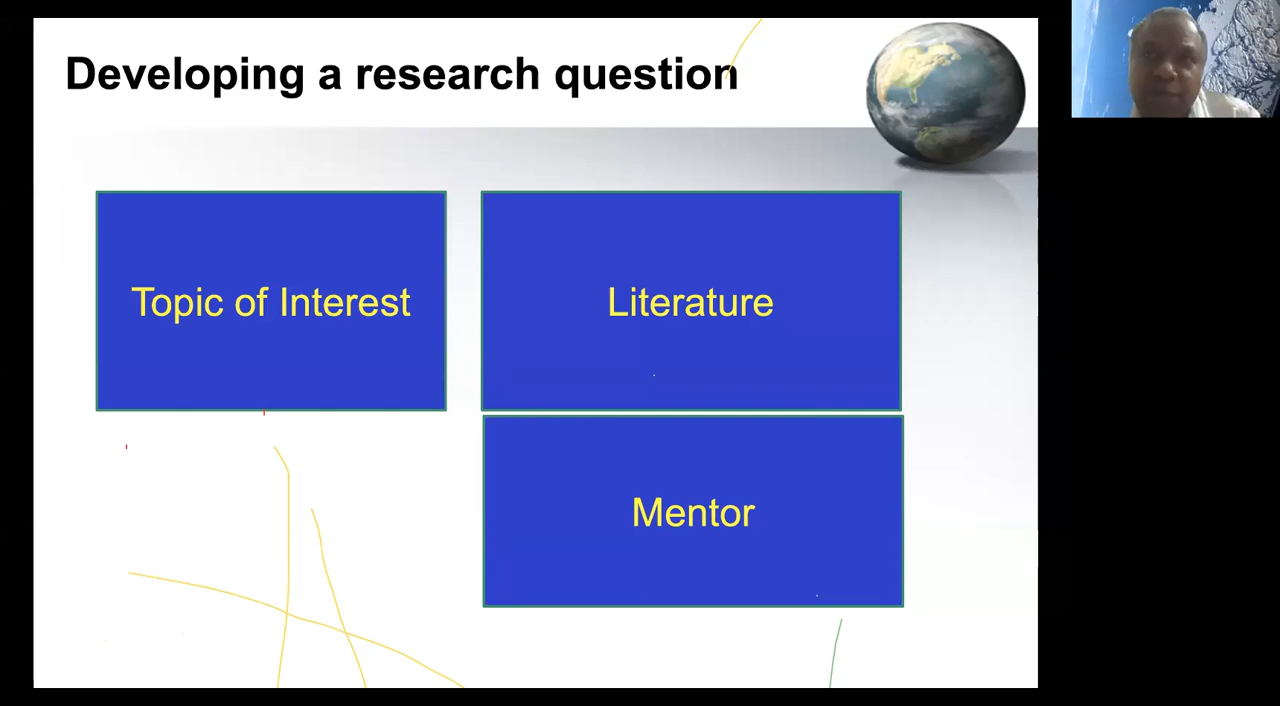 Developing a research question
Topic of Interest
Literature
Mentor